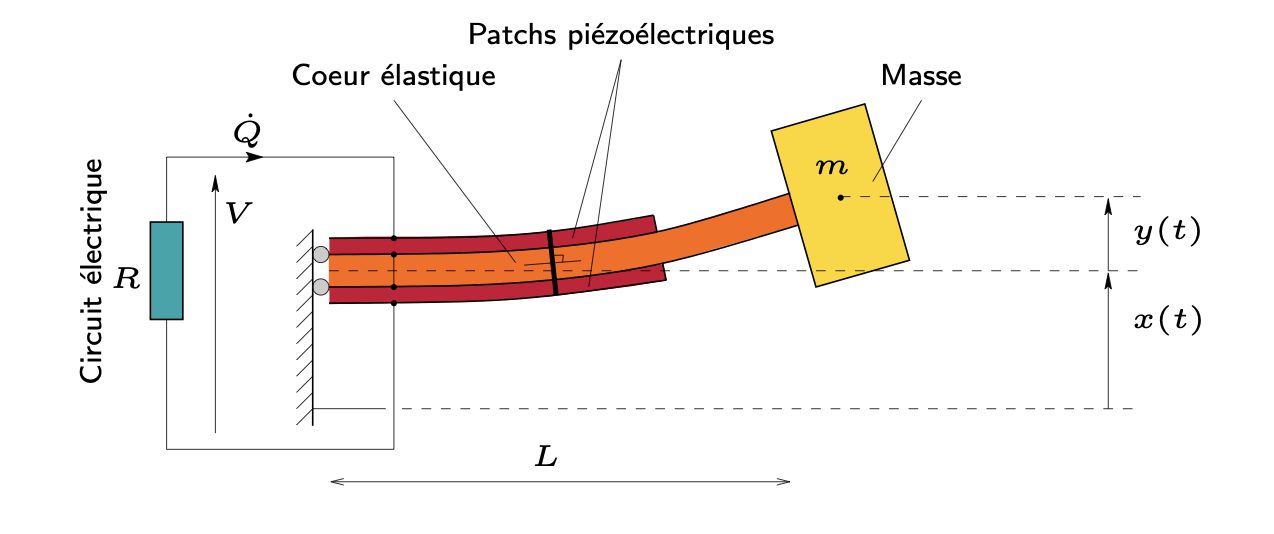 Patchs piézoélectriques
Coeur élastique
Masse
Q̇
m
V
y(t)
R
x(t)
Circuit électrique
L